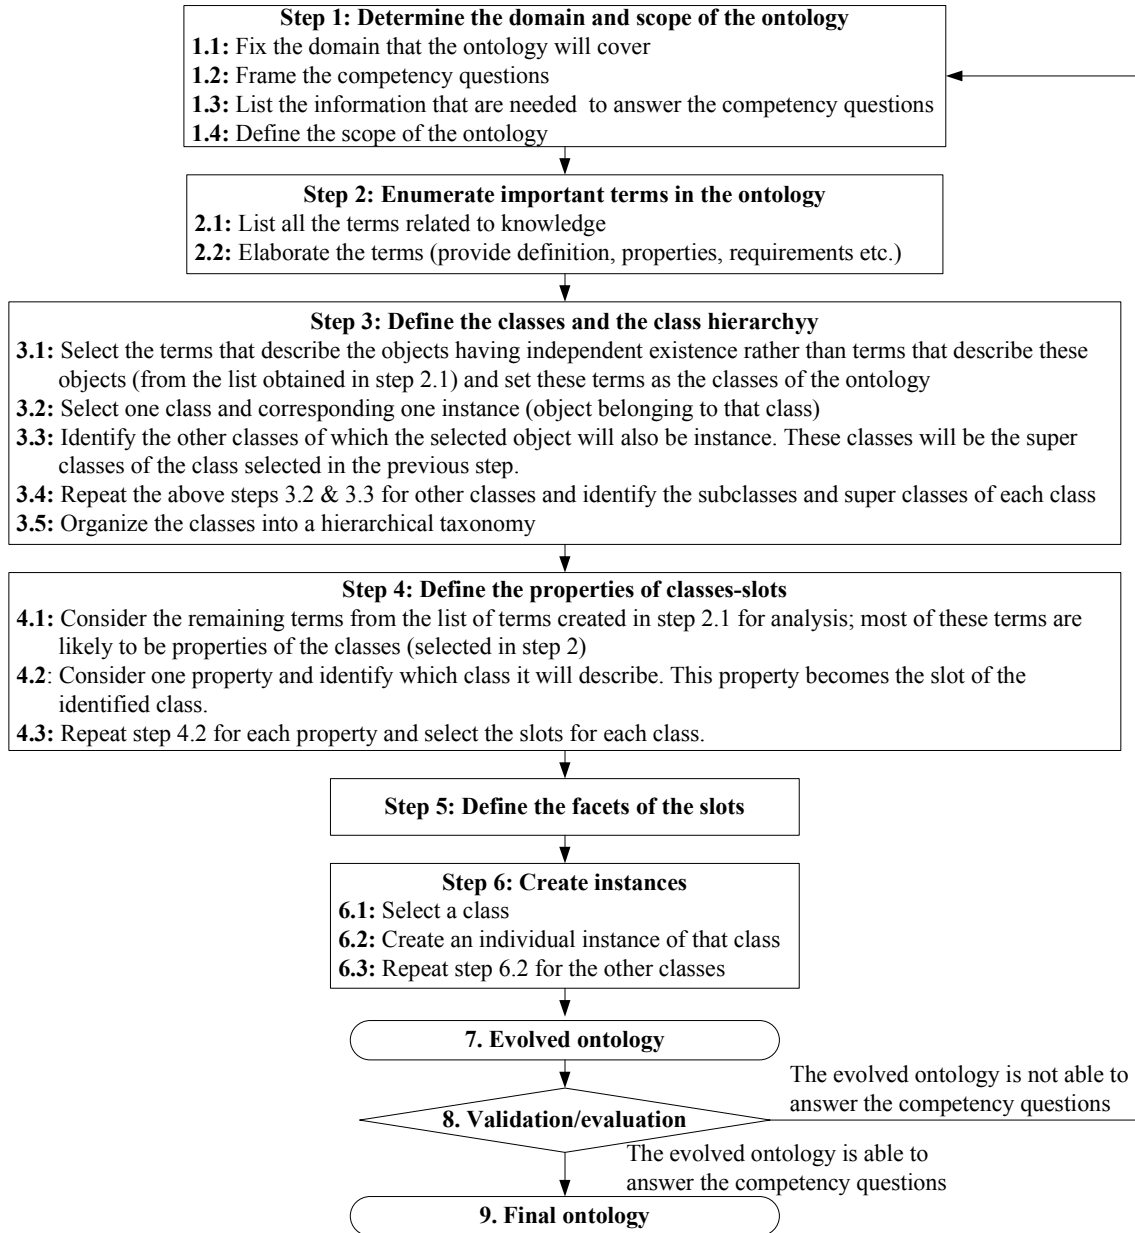 Step 1: Determine the domain and scope of the ontology
1.1: Fix the domain that the ontology will cover
1.2: Frame the competency questions
1.3: List the information that are needed to answer the competency questions
1.4: Define the scope of the ontology
Step 2: Enumerate important terms in the ontology
2.1: List all the terms related to knowledge
2.2: Elaborate the terms (provide definition, properties, requirements etc.)
Step 3: Define the classes and the class hierarchyy
3.1: Select the terms that describe the objects having independent existence rather than terms that describe these
objects (from the list obtained in step 2.1) and set these terms as the classes of the ontology
3.2: Select one class and corresponding one instance (object belonging to that class)
3.3: Identify the other classes of which the selected object will also be instance. These classes will be the super
classes of the class selected in the previous step.
3.4: Repeat the above steps 3.2 & 3.3 for other classes and identify the subclasses and super classes of each class
3.5: Organize the classes into a hierarchical taxonomy
Step 4: Define the properties of classes-slots
4.1: Consider the remaining terms from the list of terms created in step 2.1 for analysis; most of these terms are
likely to be properties of the classes (selected in step 2)
4.2: Consider one property and identify which class it will describe. This property becomes the slot of the
identified class.
4.3: Repeat step 4.2 for each property and select the slots for each class.
Step 5: Define the facets of the slots
Step 6: Create instances
6.1: Select a class
6.2: Create an individual instance of that class
6.3: Repeat step 6.2 for the other classes
7. Evolved ontology
The evolved ontology is not able to
answer the competency questions
8. Validation/evaluation
The evolved ontology is able to
answer the competency questions
9. Final ontology